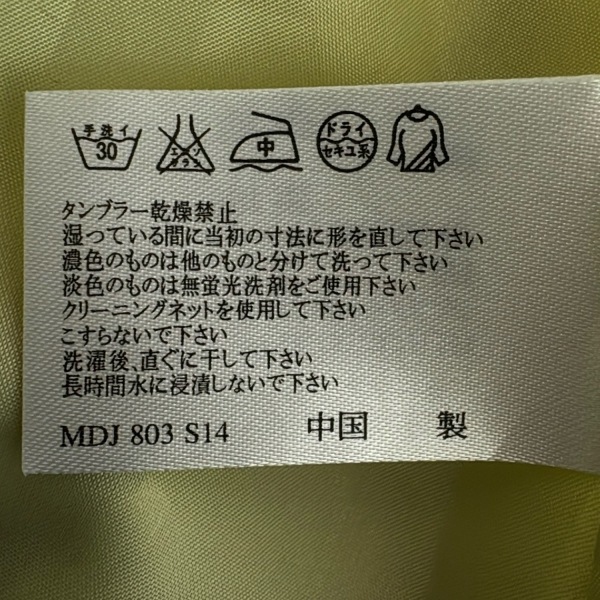 手洗イ 30 エンソサラシ 中 ドライ セキユ系
タンブラー乾燥禁止
湿っている間に当初の寸法に形を直して下さい
濃色のものは他のものと分けて洗って下さい
淡色のものは無蛍光洗剤をご使用下さい
クリーニングネットを使用して下さい
こすらないで下さい
洗濯後、直ぐに干して下さい
長時間水に浸漬しないで下さい
MDJ 803 S14 中国 製